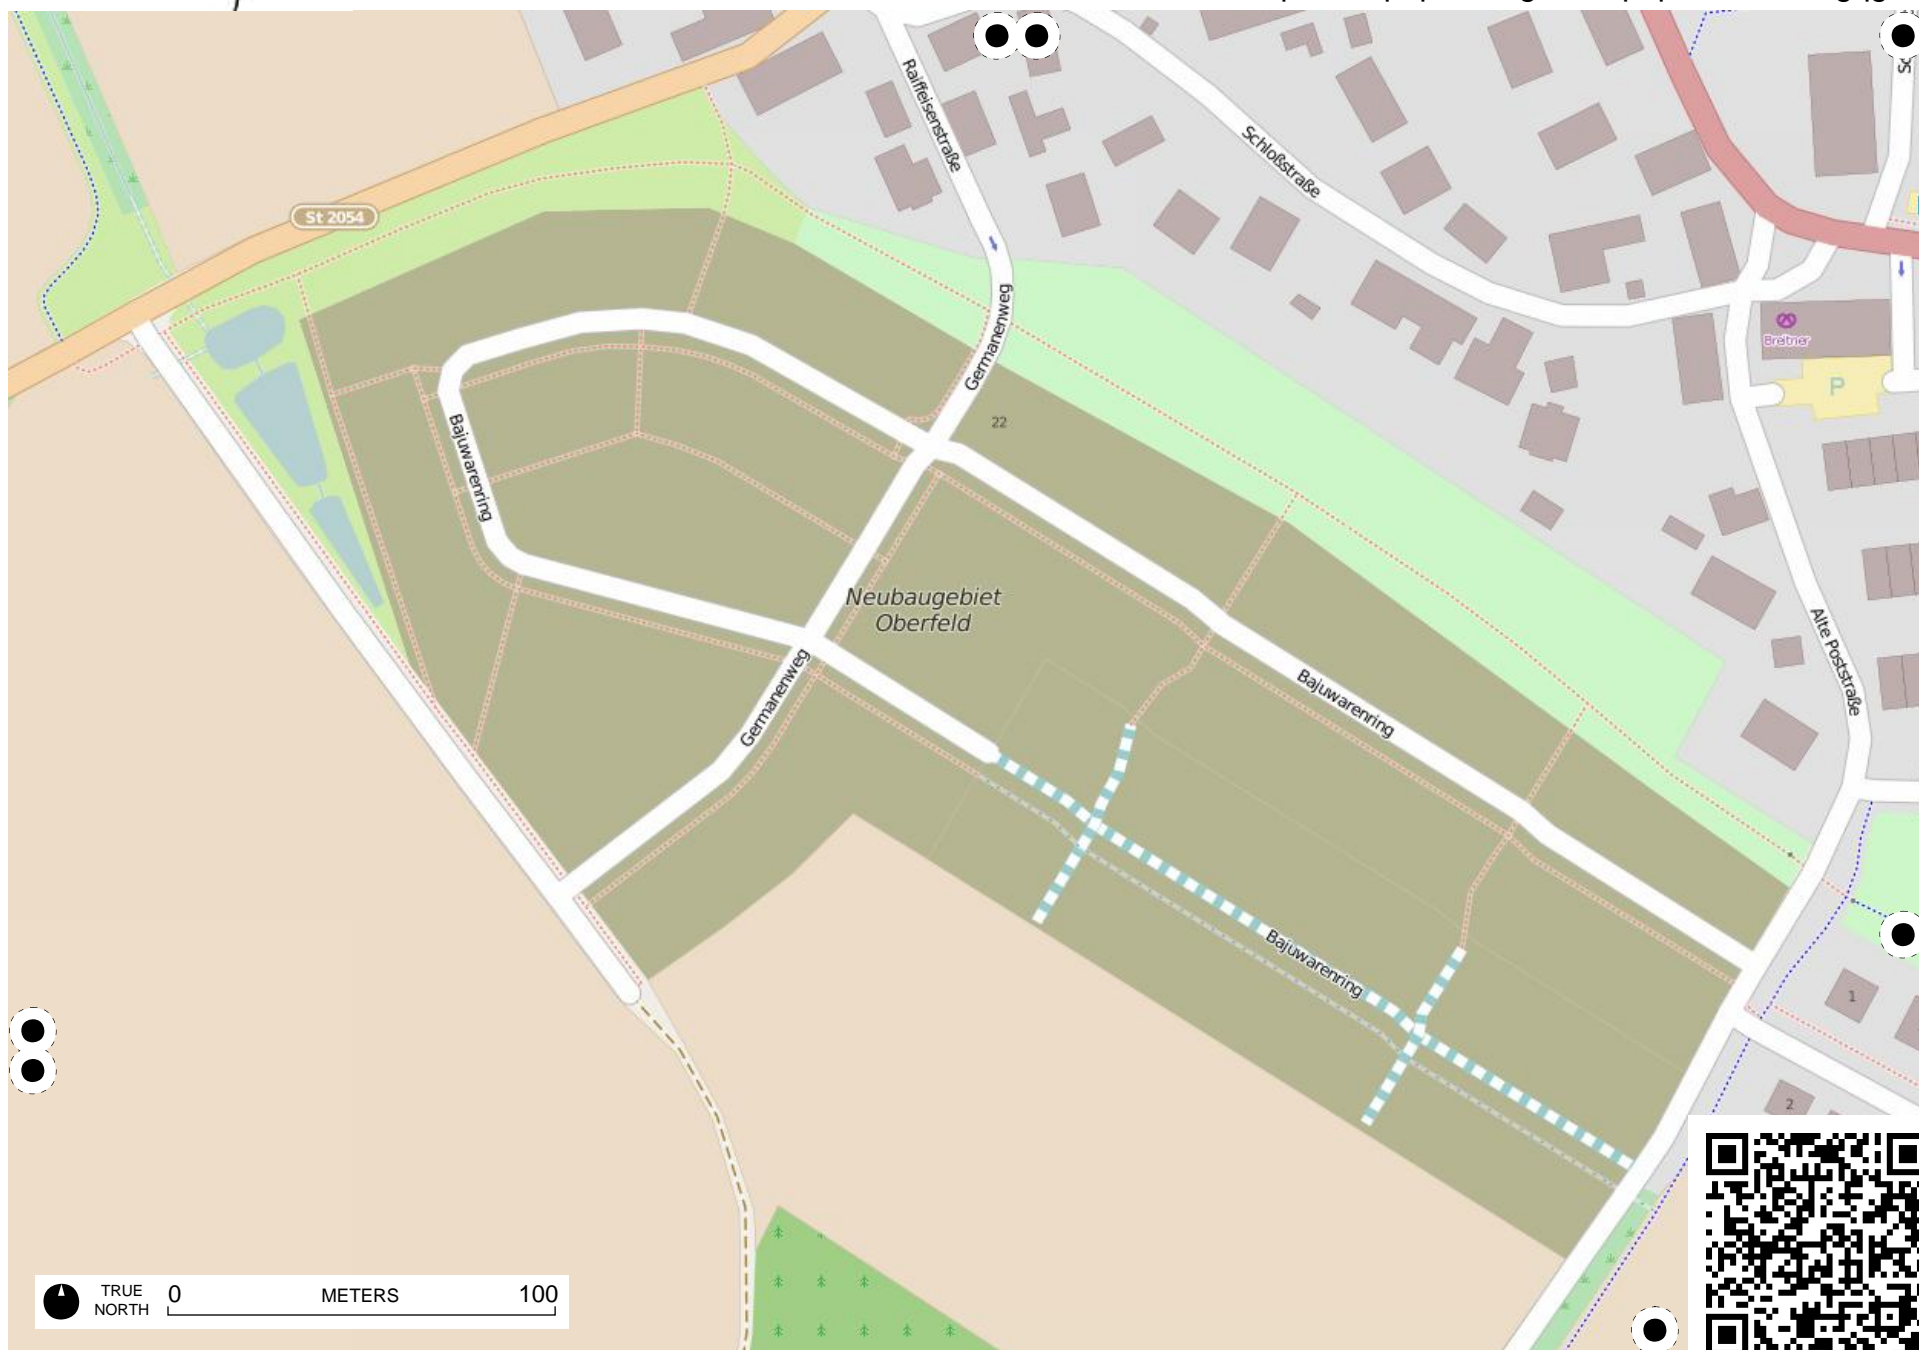 Raiffeisenstraße
Schloßstraße
St 2054
Germanenweg
Breitner
P
22
Bajuwarenring
Neubaugebiet
Oberfeld
Alte Poststraße
Germanenweg
Bajuwarenring
Bajuwarenring
1
2
TRUE
NORTH
0
METERS
100